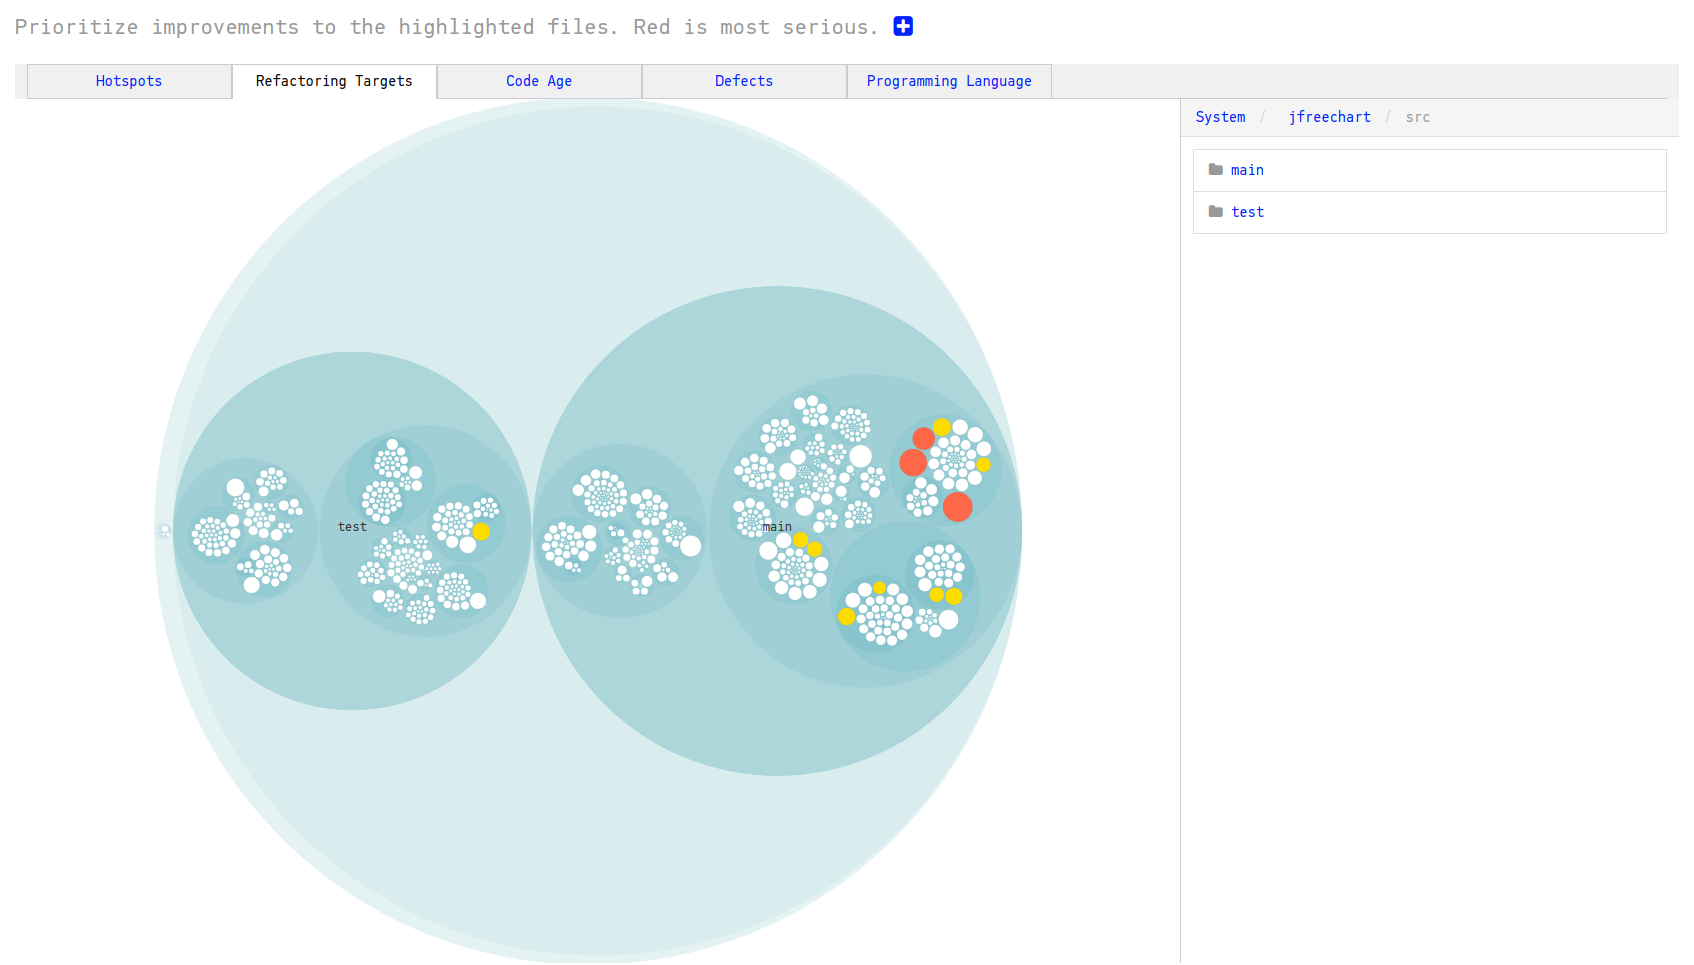 Prioritize improvements to the highlighted files. Red is most serious.
Hotspots Refactoring Targets Code Age Defects Programming Language
System / jfreechart / src
main
test
test
main